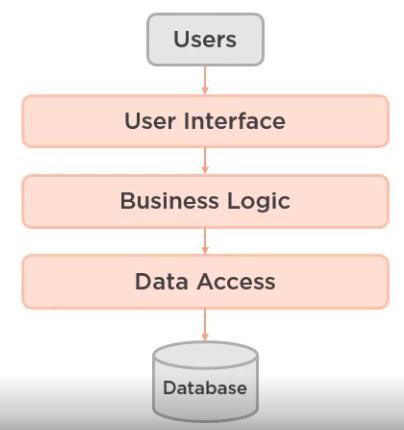 Users
User Interface
Business Logic
Data Access
Database